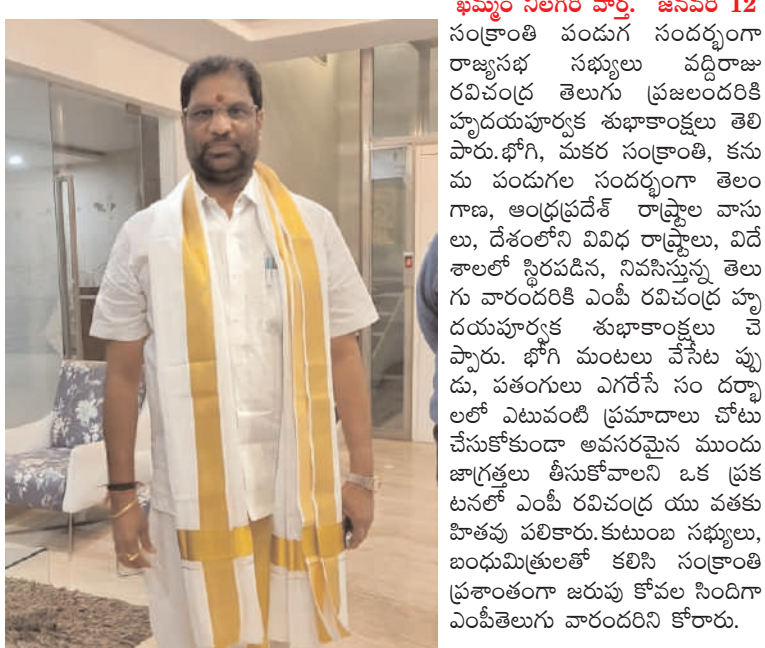 ఖమ్మం నిలగిరి వార్త. జనవరి 12
సంక్రాంతి పండుగ సందర్భంగా
రాజ్యసభ సభ్యులు వద్దిరాజు
రవిచంద్ర తెలుగు ప్రజలందరికి
హృదయపూర్వక శుభాకాంక్షలు తెలి
పారు.భోగి, మకర సంక్రాంతి, కను
మ పండుగల సందర్భంగా తెలం
గాణ, ఆంధ్రప్రదేశ్ రాష్ట్రాల వాసు
లు, దేశంలోని వివిధ రాష్ట్రాలు, విదే
శాలలో స్థిరపడిన, నివసిస్తున్న తెలు
గు వారందరికి ఎంపీ రవిచంద్ర హృ
దయపూర్వక శుభాకాంక్షలు చె
ప్పారు. భోగి మంటలు వేసేట ప్పు
డు, పతంగులు ఎగరేసే సం దర్భా
లలో ఎటువంటి ప్రమాదాలు చోటు
చేసుకోకుండా అవసరమైన ముందు
జాగ్రత్తలు తీసుకోవాలని ఒక ప్రక
టనలో ఎంపీ రవిచంద్ర యు వతకు
హితవు పలికారు.కుటుంబ సభ్యులు,
బంధుమిత్రులతో కలిసి సంక్రాంతి
ప్రశాంతంగా జరుపు కోవల సిందిగా
ఎంపీతెలుగు వారందరిని కోరారు.